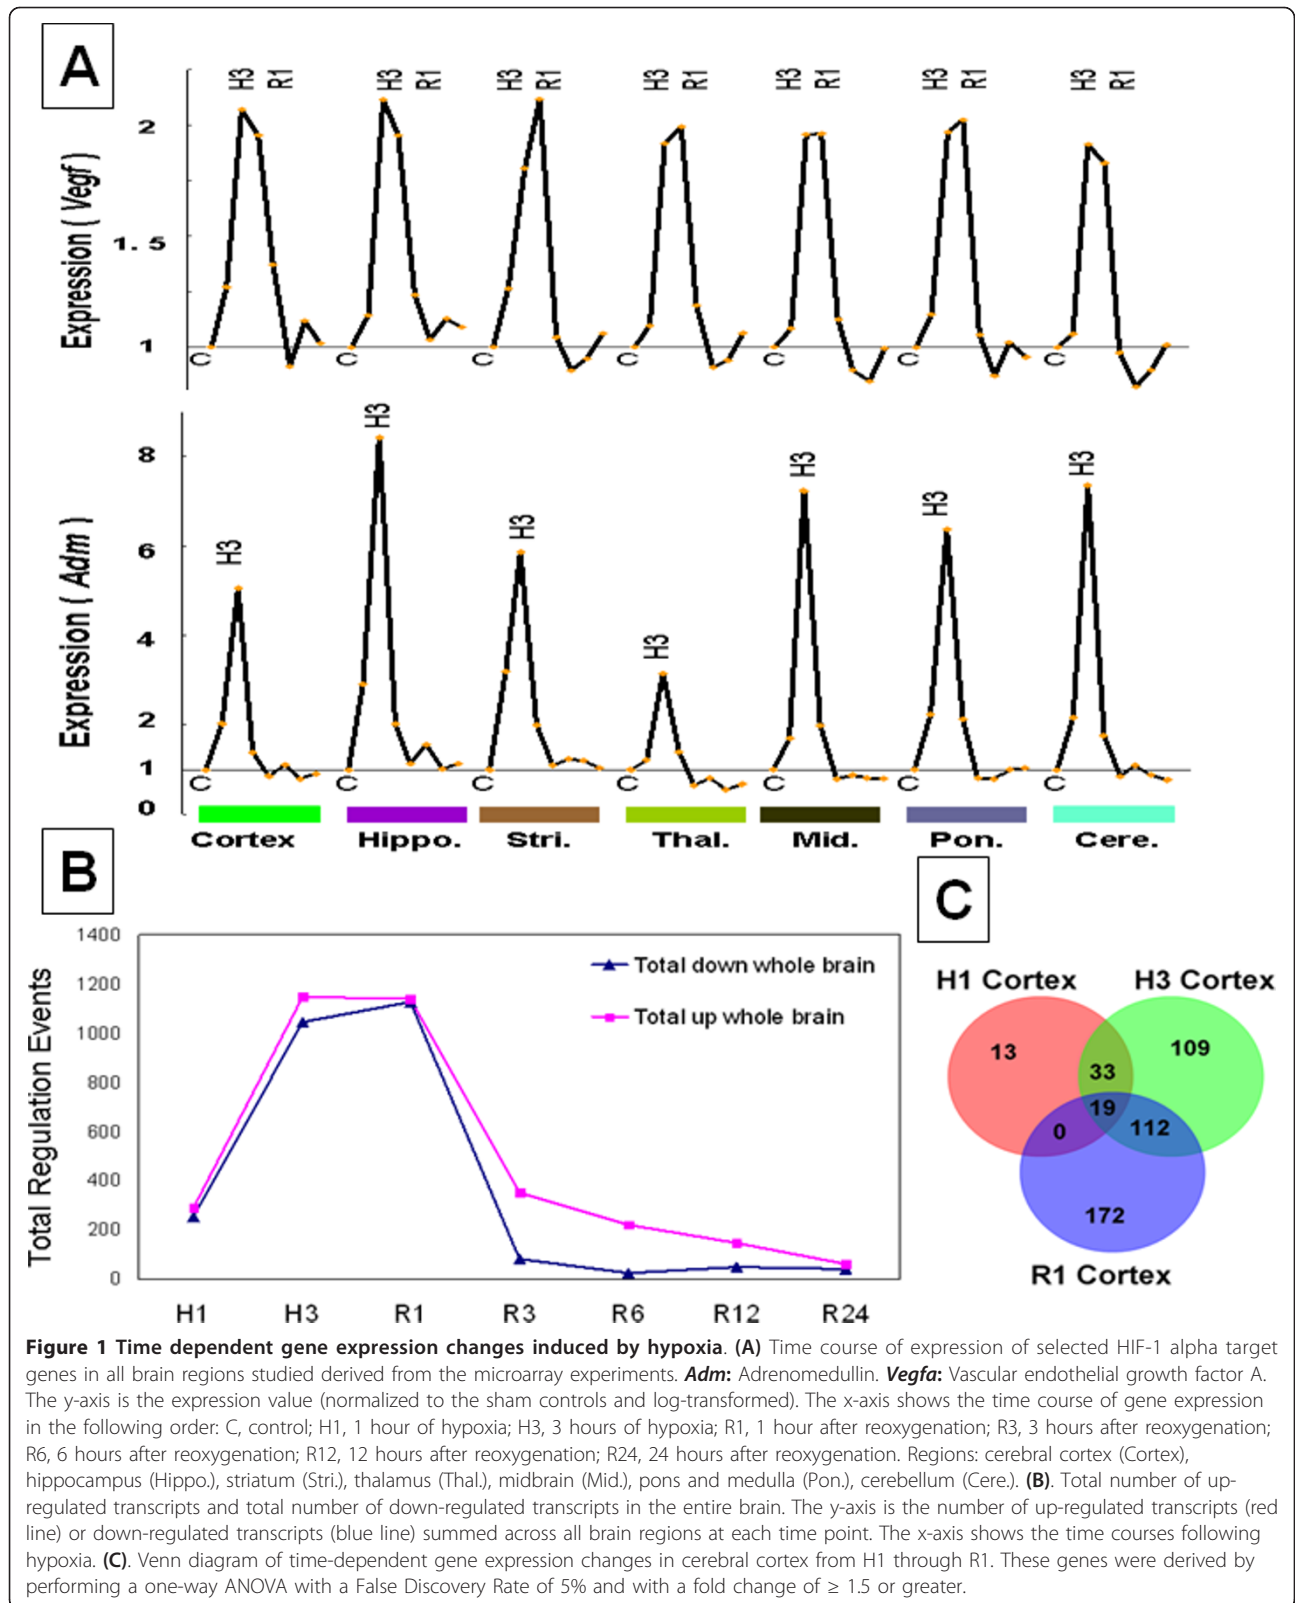 A
H3 R1 H3 R1 H3 R1 H3 R1 H3 R1 H3 R1 H3 R1
Expression ( Vegf )
2
1. 5
1
C C C C C C C
Expression ( Adm )
8
6
4
2
1
0
H3 H3 H3 H3 H3 H3 H3
C C C C C C C
Cortex Hippo. Stri. Thal. Mid. Pon. Cere.
B
Total Regulation Events
1400
1200
1000
800
600
400
200
0
Total down whole brain
Total up whole brain
H1 H3 R1 R3 R6 R12 R24
C
H1 Cortex H3 Cortex
13 109
33
19
0 112
172
R1 Cortex
Figure 1 Time dependent gene expression changes induced by hypoxia. (A) Time course of expression of selected HIF-1 alpha target
genes in all brain regions studied derived from the microarray experiments. Adm: Adrenomedullin. Vegfa: Vascular endothelial growth factor A.
The y-axis is the expression value (normalized to the sham controls and log-transformed). The x-axis shows the time course of gene expression
in the following order: C, control; H1, 1 hour of hypoxia; H3, 3 hours of hypoxia; R1, 1 hour after reoxygenation; R3, 3 hours after reoxygenation;
R6, 6 hours after reoxygenation; R12, 12 hours after reoxygenation; R24, 24 hours after reoxygenation. Regions: cerebral cortex (Cortex),
hippocampus (Hippo.), striatum (Stri.), thalamus (Thal.), midbrain (Mid.), pons and medulla (Pon.), cerebellum (Cere.). (B). Total number of up-
regulated transcripts and total number of down-regulated transcripts in the entire brain. The y-axis is the number of up-regulated transcripts (red
line) or down-regulated transcripts (blue line) summed across all brain regions at each time point. The x-axis shows the time courses following
hypoxia. (C). Venn diagram of time-dependent gene expression changes in cerebral cortex from H1 through R1. These genes were derived by
performing a one-way ANOVA with a False Discovery Rate of 5% and with a fold change of ≥ 1.5 or greater.